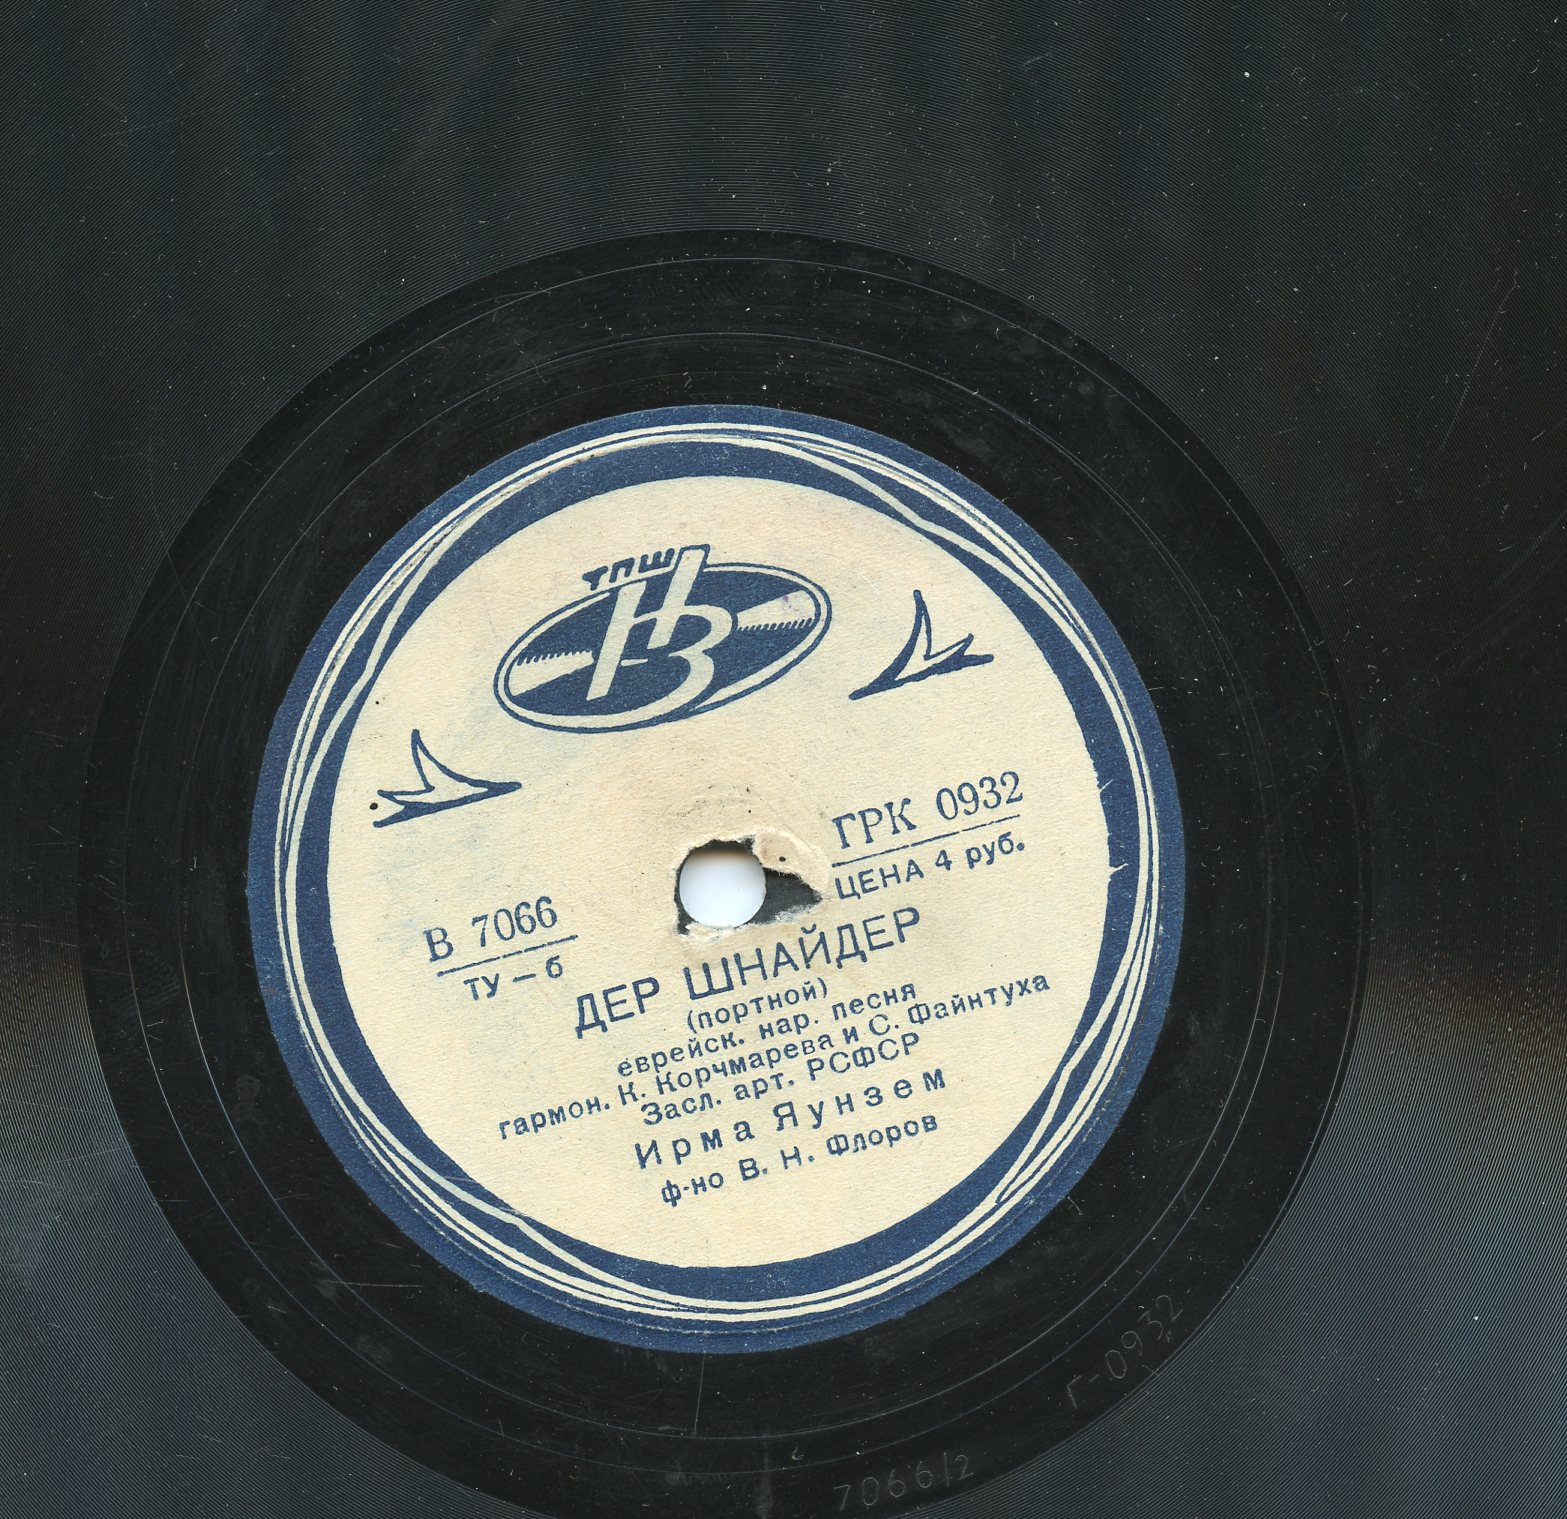 ТПШ
НЗ
ГРК 0932
ЦЕНА 4 руб.
В 7066
ТУ – б
ДЕР ШНАЙДЕР
(портной)
еврейск. нар. песня
гармон. К. Корчмарева и С. Файнтуха
Засл. арт. РСФСР
Ирма Яунзем
ф-но В. Н. Флоров
Г-0932
7066/2